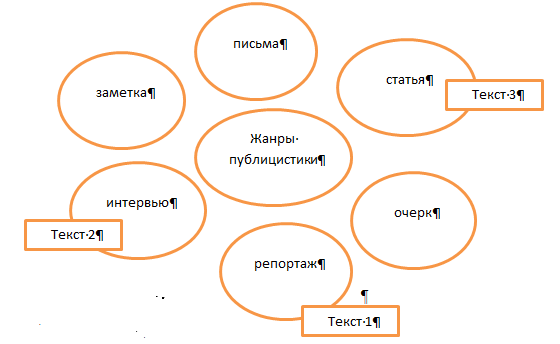 письма¶
статья¶
заметка¶
Текст·3¶
Жанры·
публицистики¶
интервью¶
очерк¶
Текст·2¶
репортаж¶
¶
Текст·1¶